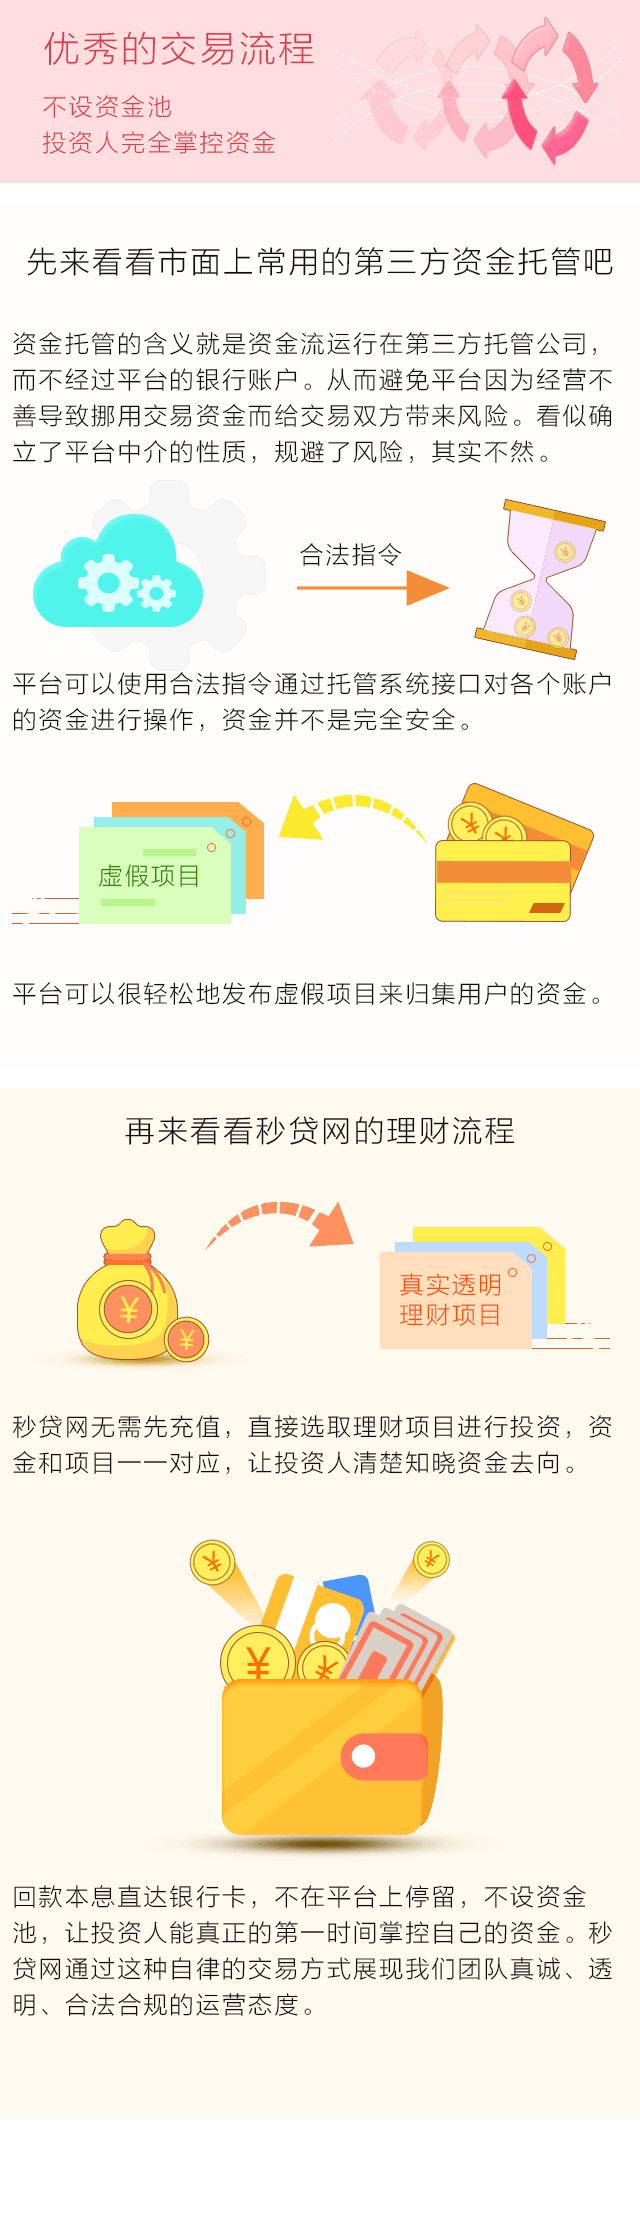 优秀的交易流程
不设资金池
投资人完全掌控资金
先来看看市面上常用的第三方资金托管吧
资金托管的含义就是资金流运行在第三方托管公司，
而不经过平台的银行账户。从而避免平台因为经营不
善导致挪用交易资金而给交易双方带来风险。看似确
立了平台中介的性质，规避了风险，其实不然。
合法指令
平台可以使用合法指令通过托管系统接口对各个账户
的资金进行操作，资金并不是完全安全。
虚假项目
平台可以很轻松地发布虚假项目来归集用户的资金。
再来看看秒贷网的理财流程
真实透明
理财项目
秒贷网无需先充值，直接选取理财项目进行投资，资
金和项目一一对应，让投资人清楚知晓资金去向。
回款本息直达银行卡，不在平台上停留，不设资金
池，让投资人能真正的第一时间掌控自己的资金。秒
贷网通过这种自律的交易方式展现我们团队真诚、透
明、合法合规的运营态度。